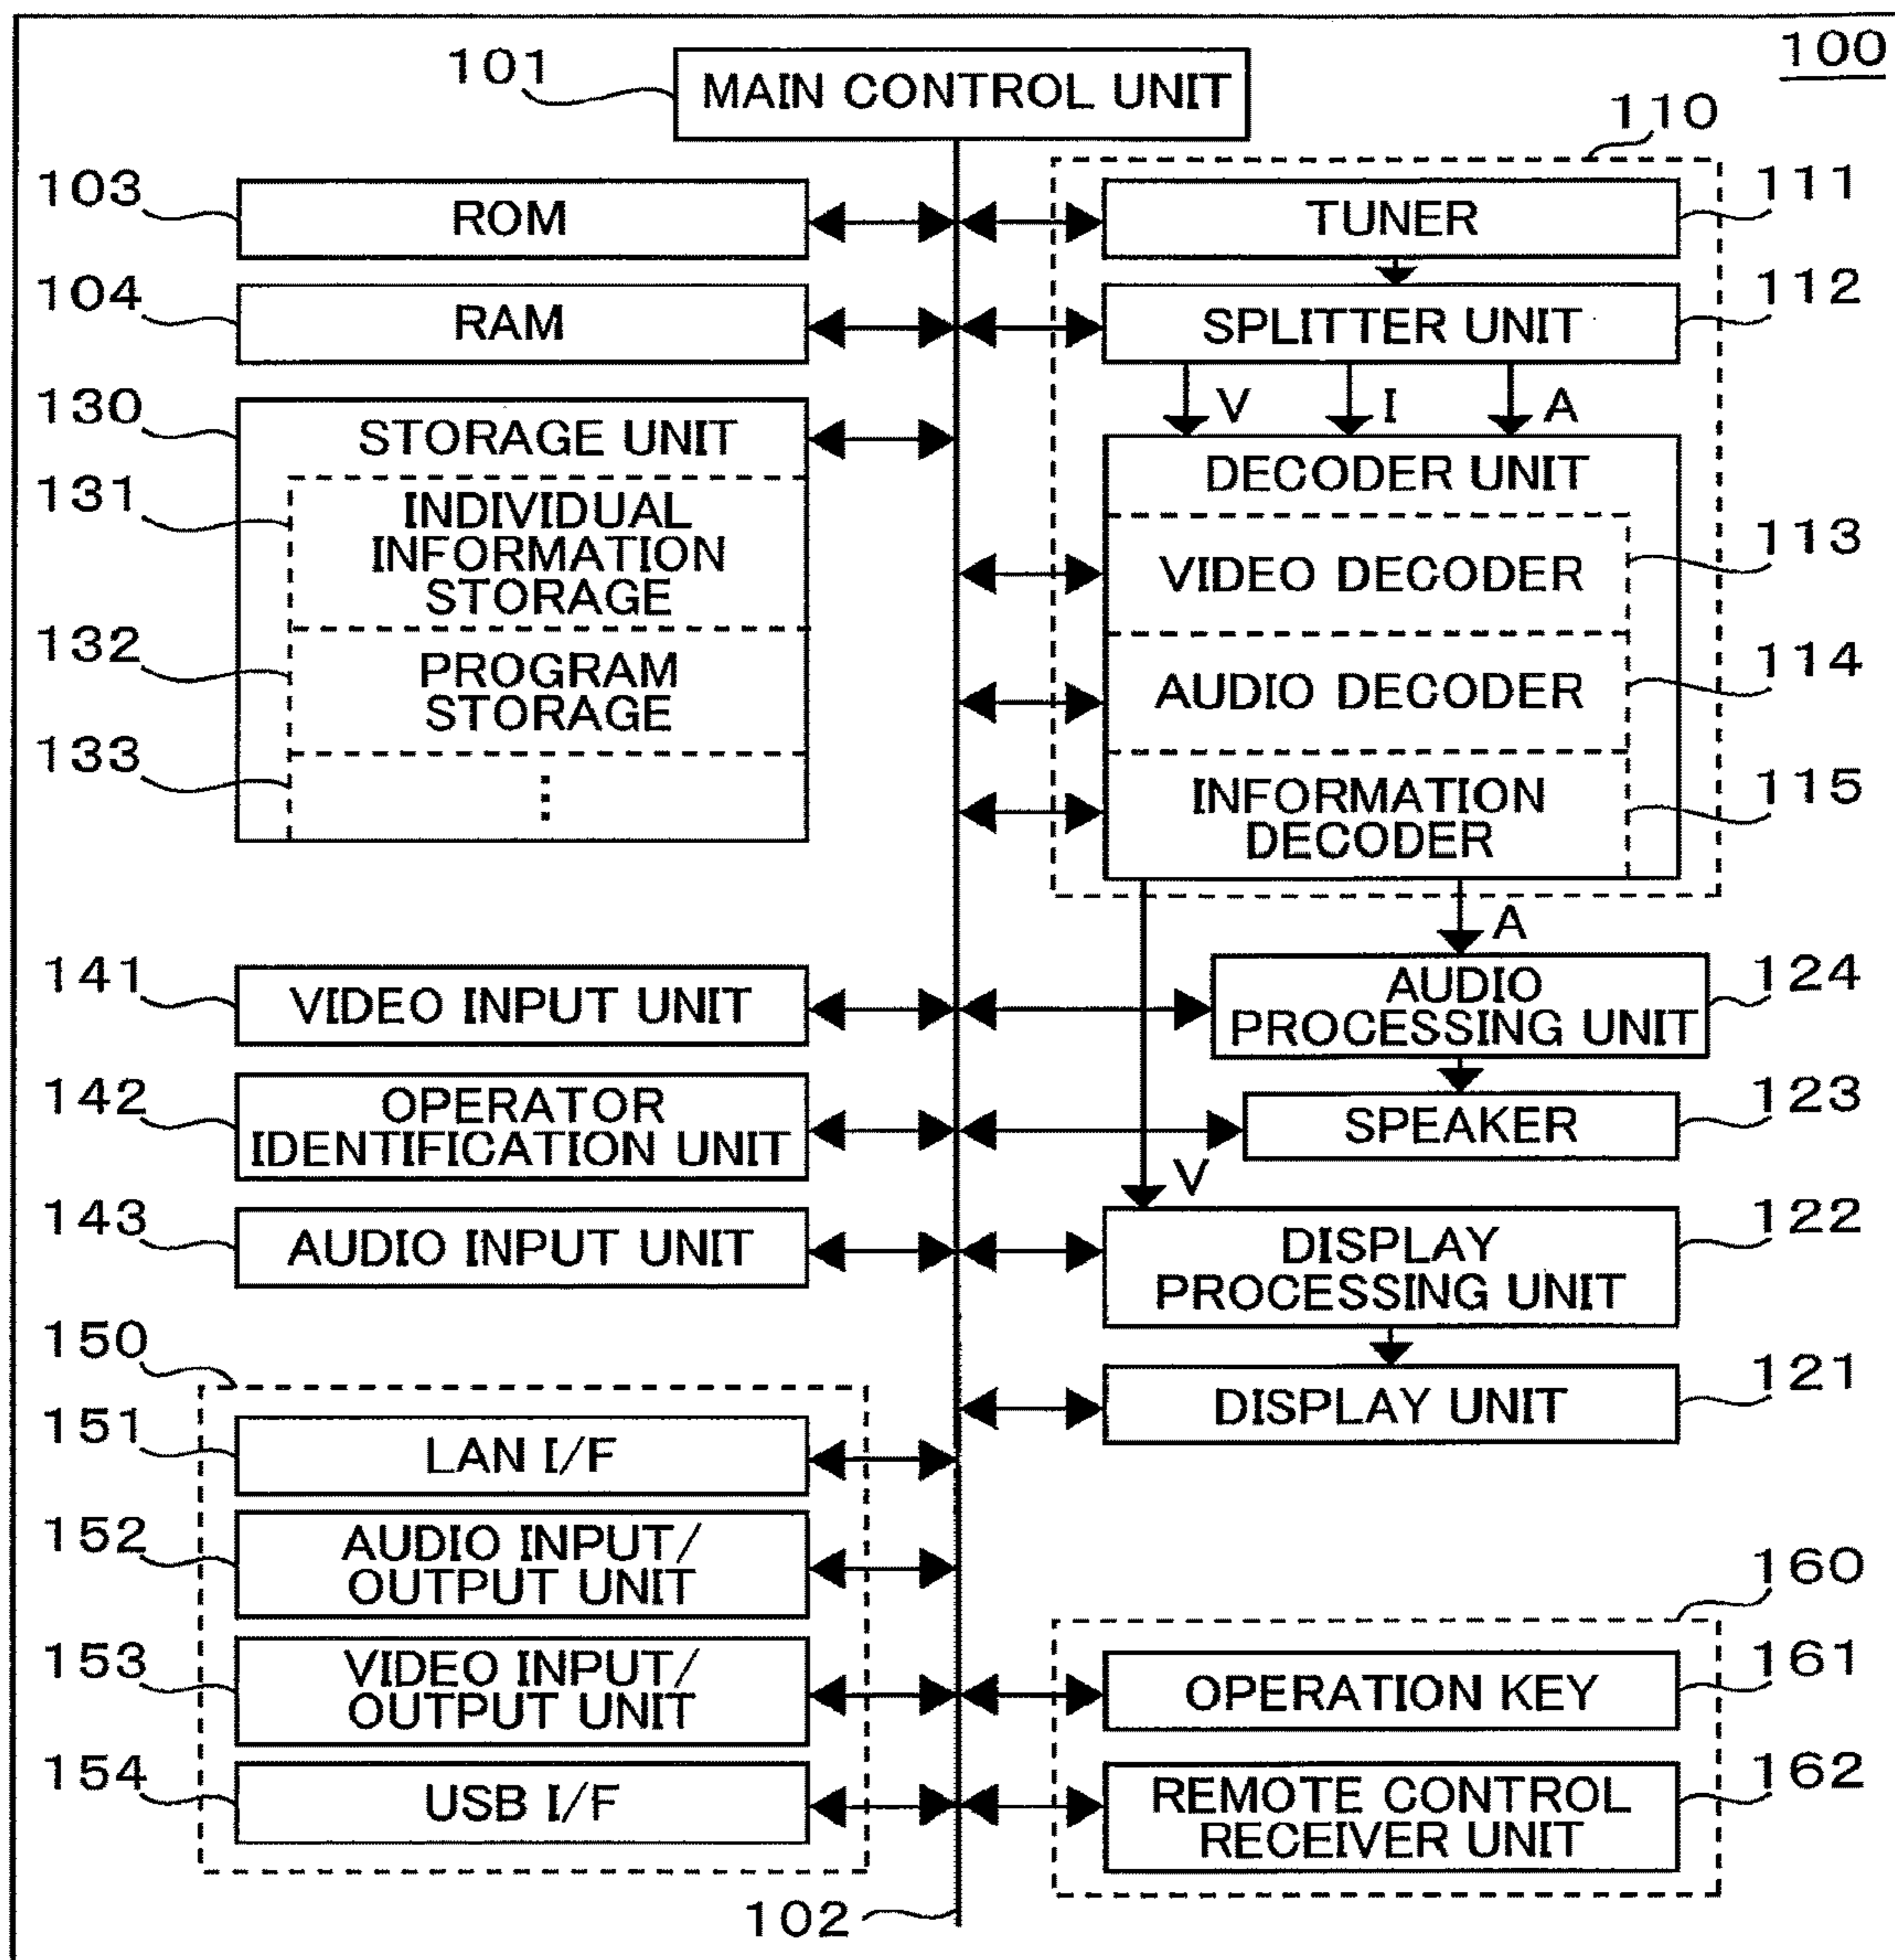 100
101
MAIN CONTROL UNIT
110
103
ROM
TUNER
111
104
RAM
SPLITTER UNIT
112
V
I
A
130
STORAGE UNIT
DECODER UNIT
131
INDIVIDUAL
INFORMATION
STORAGE
VIDEO DECODER
113
132
PROGRAM
STORAGE
AUDIO DECODER
114
133
⋮
INFORMATION
DECODER
115
A
141
VIDEO INPUT UNIT
AUDIO
PROCESSING UNIT
124
142
OPERATOR
IDENTIFICATION UNIT
SPEAKER
123
V
143
AUDIO INPUT UNIT
DISPLAY
PROCESSING UNIT
122
150
DISPLAY UNIT
121
151
LAN I/F
152
AUDIO INPUT/
OUTPUT UNIT
160
153
VIDEO INPUT/
OUTPUT UNIT
OPERATION KEY
161
154
USB I/F
REMOTE CONTROL
RECEIVER UNIT
162
102